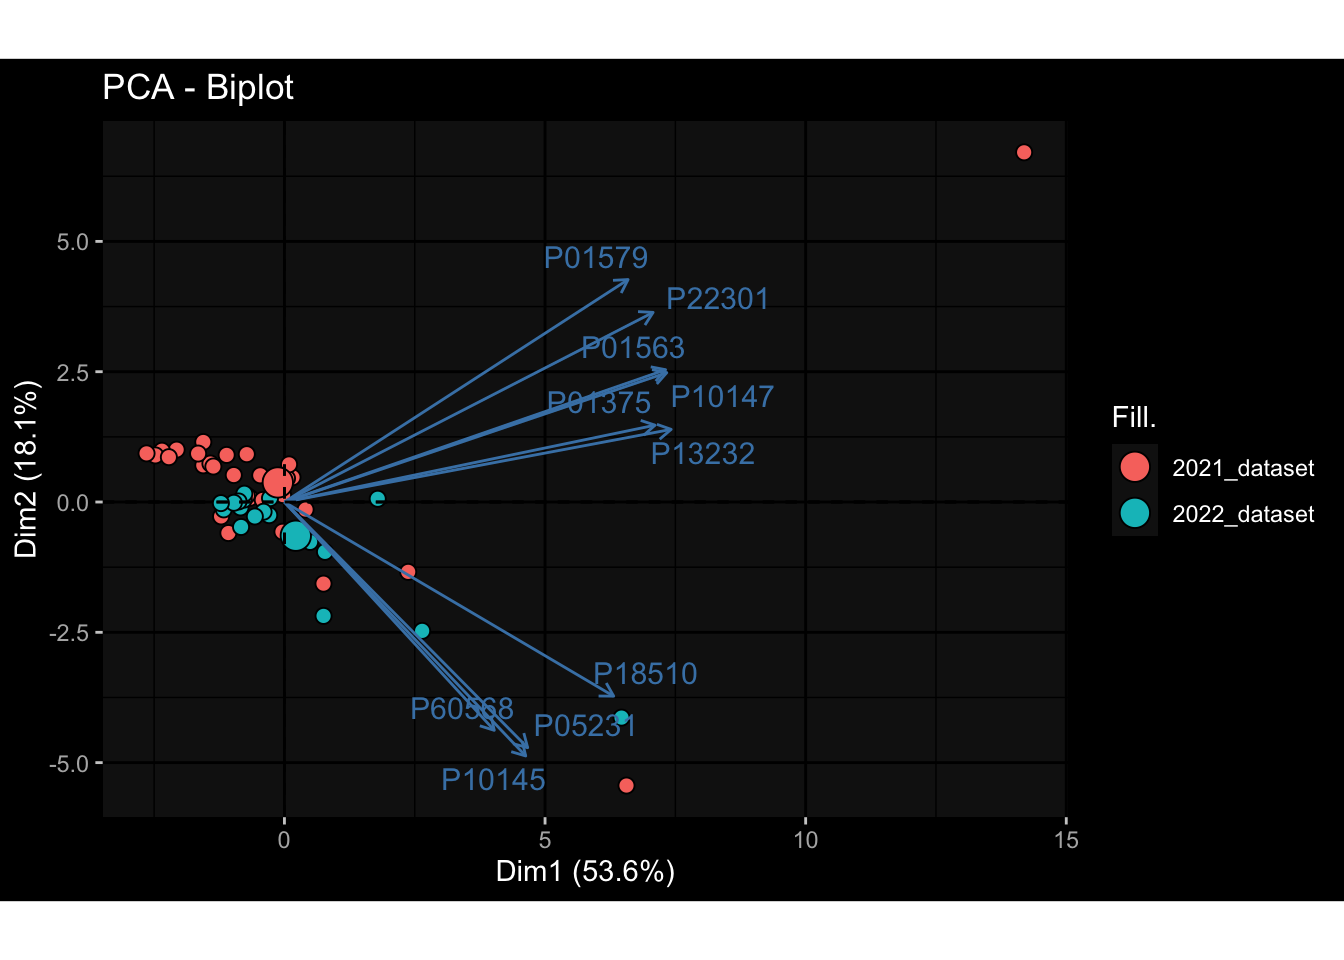 PCA - Biplot
5.0
2.5
0.0
-2.5
-5.0
Dim2 (18.1%)
P01579
P22301
P01563
P10147
P01375
P13232
P18510
P60568
P05231
P10145
0
5
10
15
Dim1 (53.6%)
Fill.
2021_dataset
2022_dataset